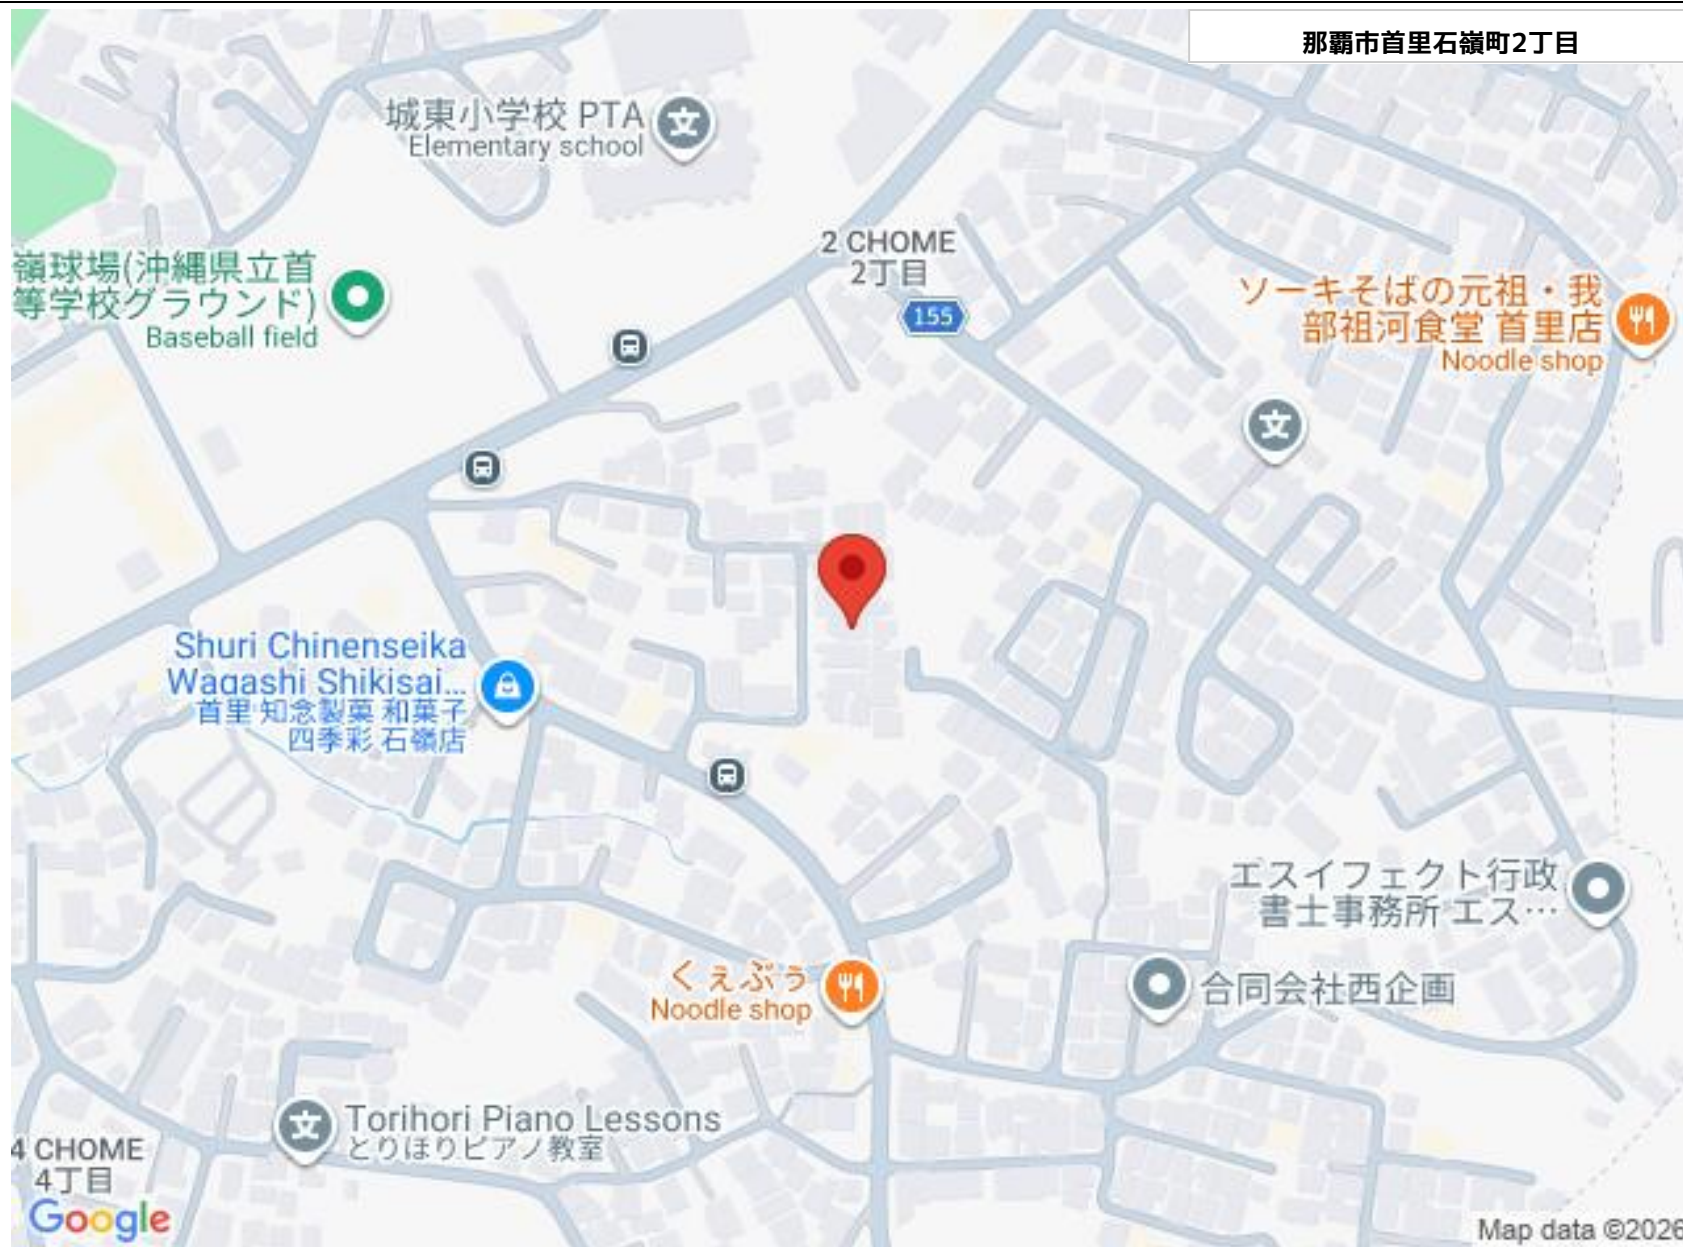 那覇市首里石嶺町2丁目
城東小学校 PTA
Elementary school
2 CHOME
2丁目
嶺球場(沖縄県立首
等学校グラウンド)
Baseball field
155
ソーキそばの元祖・我
部祖河食堂 首里店
Noodle shop
文
文
Shuri Chinenseika
Wagashi Shikisai...
首里 知念製菓 和菓子
四季彩 石嶺店
エスイフェクト行政
書士事務所 エス…
くぇぶぅ
Noodle shop
合同会社西企画
文
Torihori Piano Lessons
とりほりピアノ教室
4 CHOME
4丁目
Google
Map data ©2026